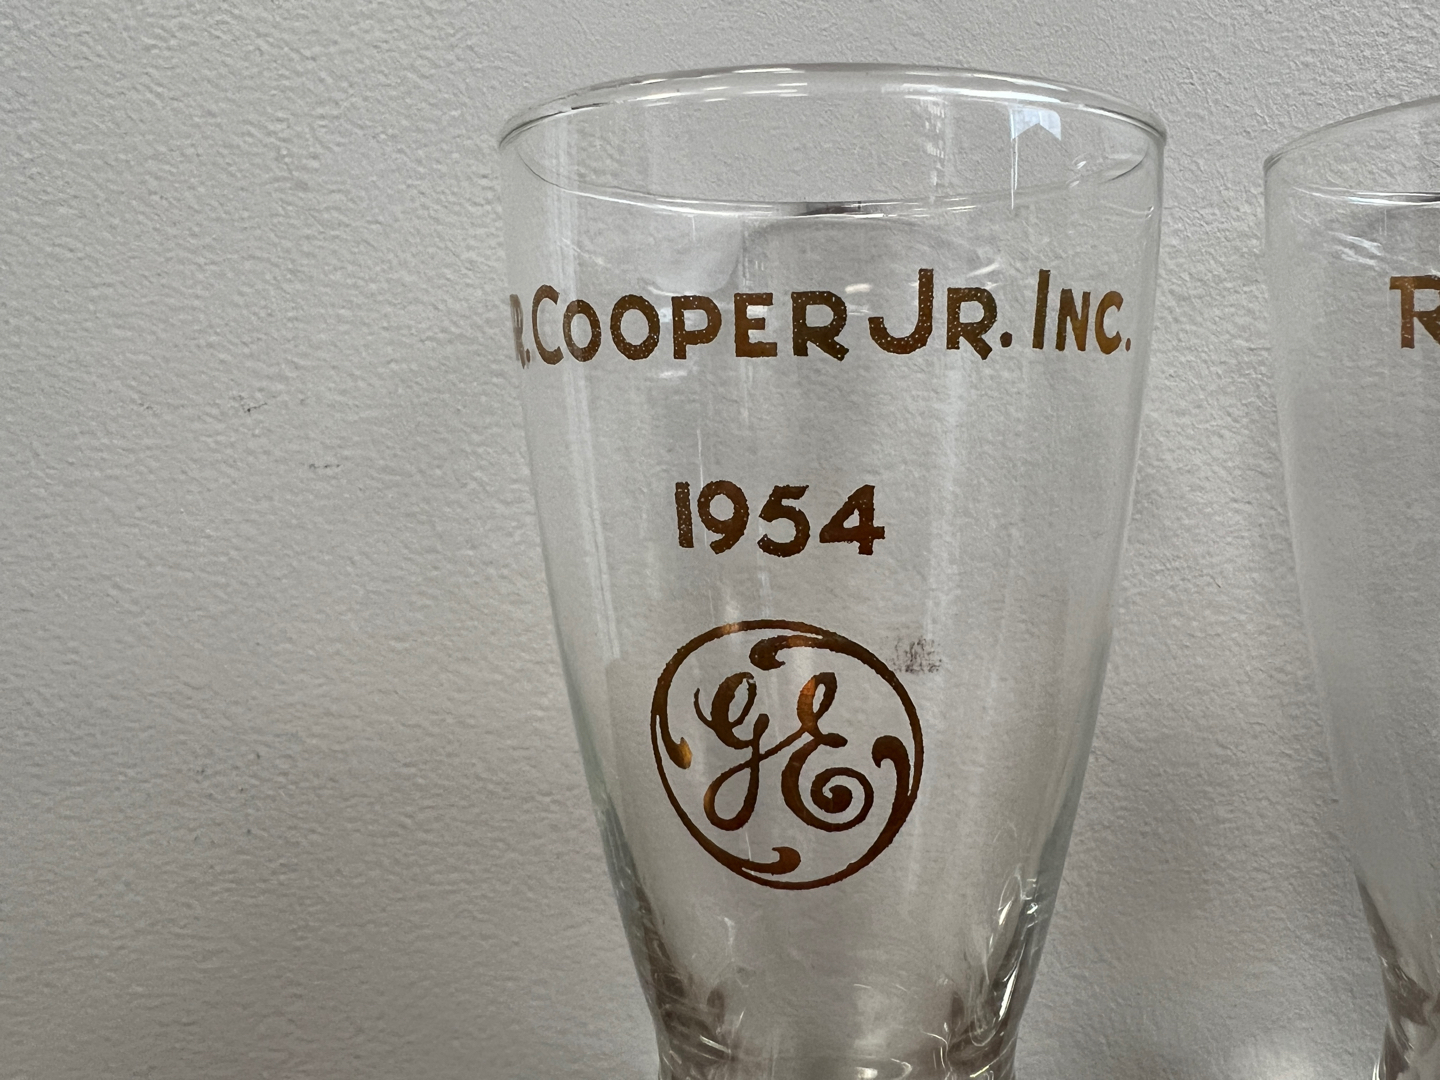 R. COOPER JR. INC.
1954
GE
R